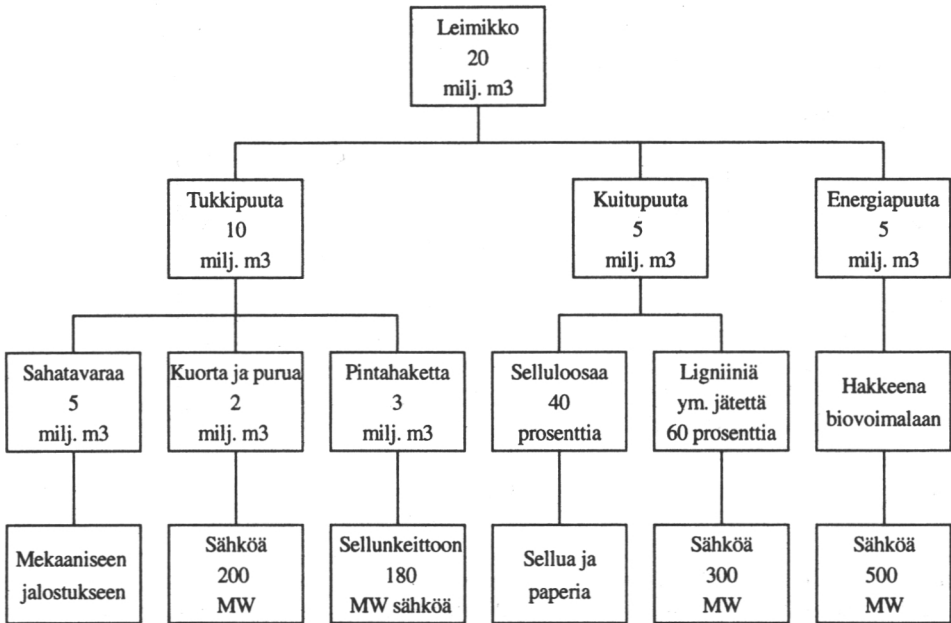 Leimikko
20
milj. m3
Tukkipuuta
10
milj. m3
Kuitupuuta
5
milj. m3
Energiapuuta
5
milj. m3
Sahatavaraa
5
milj. m3
Kuorta ja purua
2
milj. m3
Pintahaketta
3
milj. m3
Selluloosaa
40
prosenttia
Ligniiniä
ym. jätettä
60 prosenttia
Hakkeena
biovoimalaan
Mekaaniseen
jalostukseen
Sähköä
200
MW
Sellunkeittoon
180
MW sähköä
Sellua ja
paperia
Sähköä
300
MW
Sähköä
500
MW